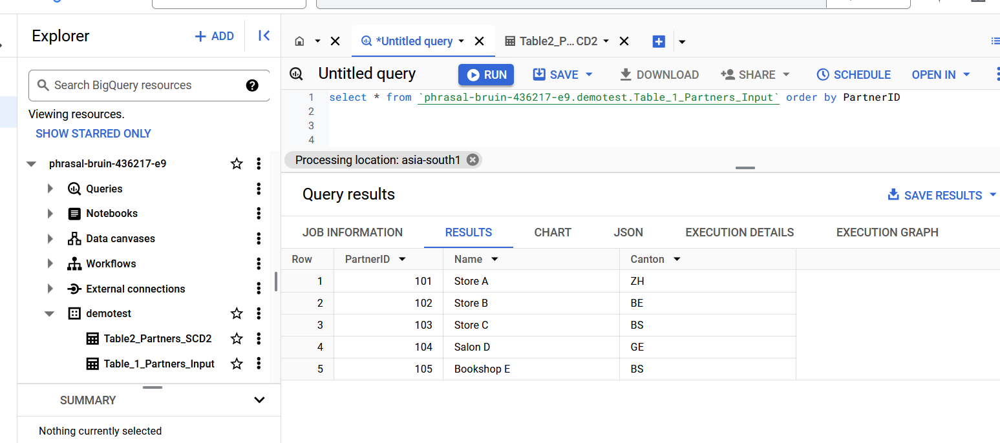 Explorer
+ ADD
Search BigQuery resources
Viewing resources.
SHOW STARRED ONLY
phrasal-bruin-436217-e9
Queries
Notebooks
Data canvases
Workflows
External connections
demotest
Table2_Partners_SCD2
Table_1_Partners_Input
SUMMARY
Nothing currently selected
*Untitled query
Table2_P... CD2
Untitled query
RUN
SAVE
DOWNLOAD
SHARE
SCHEDULE
OPEN IN
1 select * from `phrasal-bruin-436217-e9.demotest.Table_1_Partners_Input` order by PartnerID
2
3
4
Processing location: asia-south1
Query results
SAVE RESULTS
JOB INFORMATION RESULTS CHART JSON EXECUTION DETAILS EXECUTION GRAPH
Row PartnerID Name Canton
1 101 Store A ZH
2 102 Store B BE
3 103 Store C BS
4 104 Salon D GE
5 105 Bookshop E BS